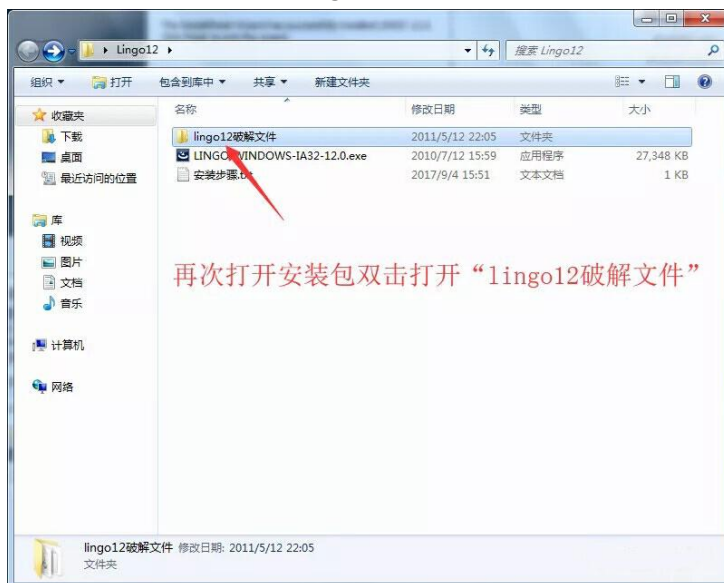 Lingo12
搜索 Lingo12
组织 打开 包含到库中 共享 新建文件夹
名称 修改日期 类型 大小
收藏夹
下载
桌面
最近访问的位置
库
视频
图片
文档
音乐
计算机
网络
lingo12破解文件 2011/5/12 22:05 文件夹
LINGO WINDOWS-IA32-12.0.exe 2010/7/12 15:59 应用程序 27,348 KB
安装步骤.txt 2017/9/4 15:51 文本文档 1 KB
再次打开安装包双击打开“lingo12破解文件”
lingo12破解文件 修改日期: 2011/5/12 22:05
文件夹